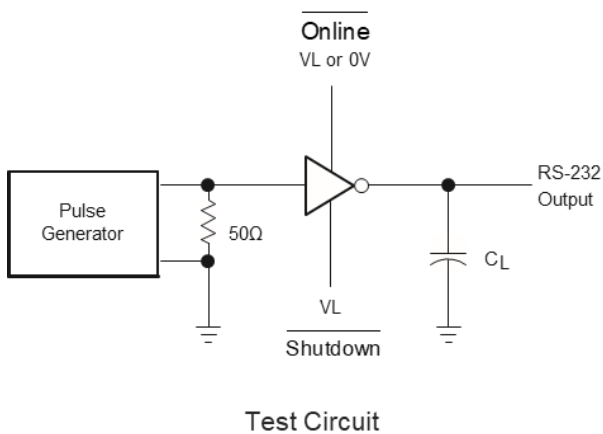 Online
VL or 0V
Pulse
Generator
50Ω
RS-232
Output
CL
VL
Shutdown
Test Circuit